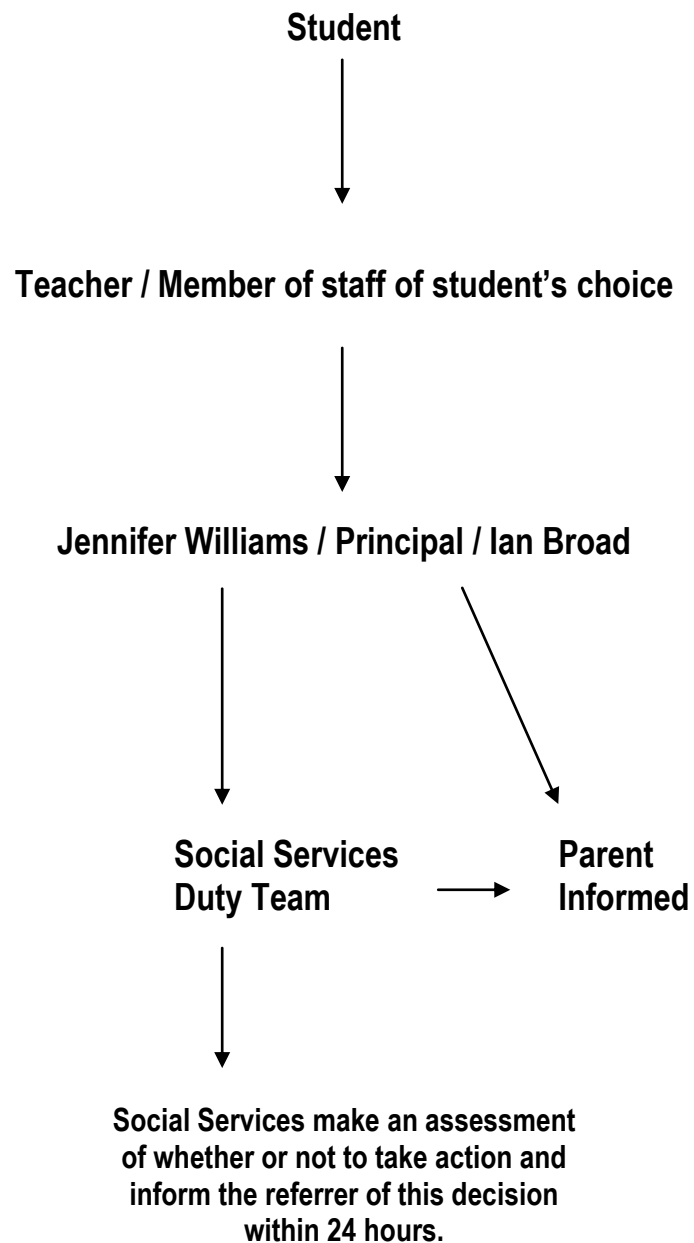 Student
Teacher / Member of staff of student’s choice
Jennifer Williams / Principal / Ian Broad
Social Services
Duty Team
Parent
Informed
Social Services make an assessment
of whether or not to take action and
inform the referrer of this decision
within 24 hours.